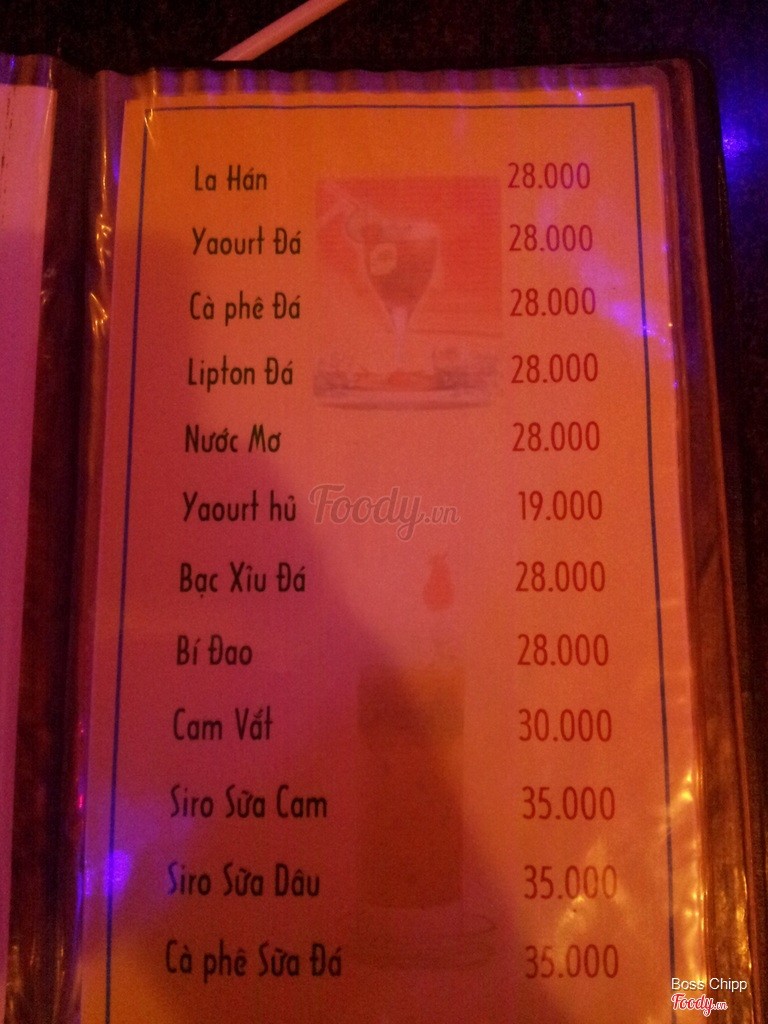 La Hán 28.000
Yaourt Đá 28.000
Cà phê Đá 28.000
Lipton Đá 28.000
Nước Mơ 28.000
Yaourt hủ 19.000
Foody.vn
Bạc Xỉu Đá 28.000
Bí Đao 28.000
Cam Vắt 30.000
Siro Sữa Cam 35.000
Siro Sữa Dâu 35.000
Cà phê Sữa Đá 35.000
Boss Chipp
Foody.vn